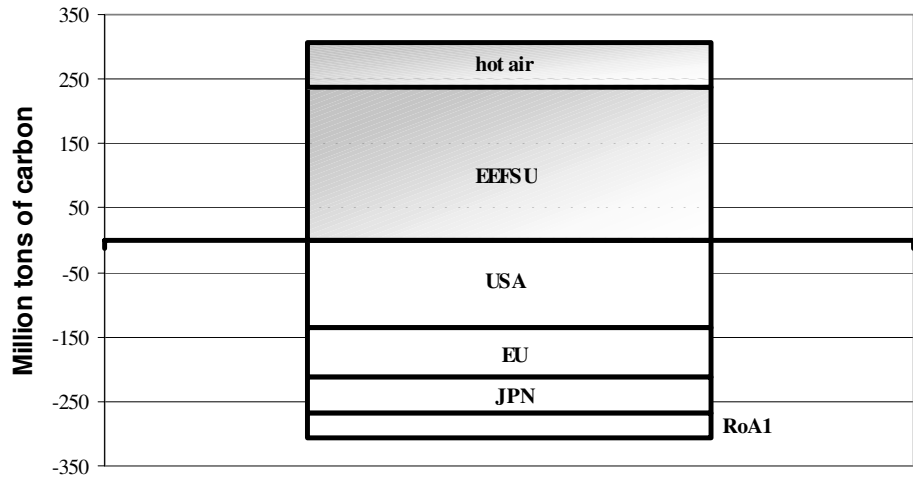 350
250
150
50
-50
-150
-250
-350
Million tons of carbon
hot air
EEFSU
USA
EU
JPN
RoA1